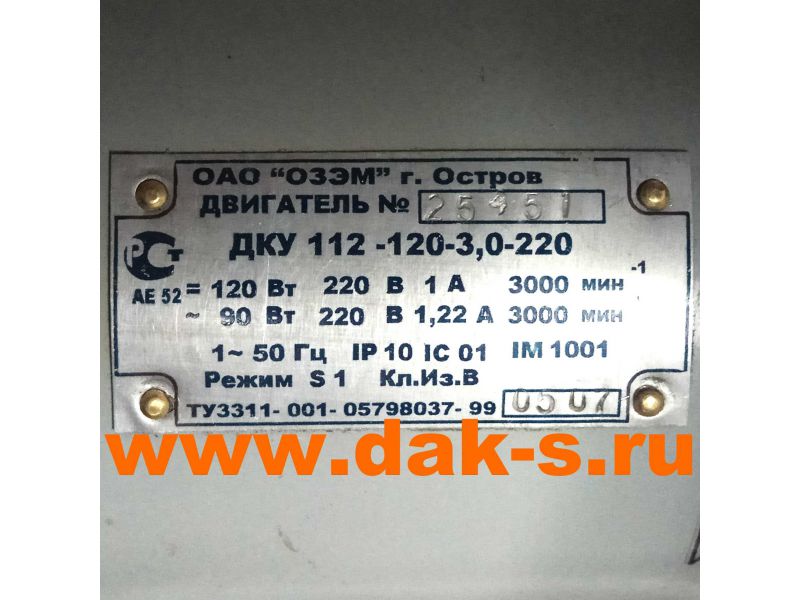 ОАО "ОЗЭМ" г. Остров
ДВИГАТЕЛЬ №
ДКУ 112 -120-3,0-220
РСТ
АЕ 52
= 120 Вт 220 В 1 А 3000 мин -1
~ 90 Вт 220 В 1,22 А 3000 мин
1~ 50 Гц IP 10 IC 01 IM 1001
Режим S 1 Кл.Из.В
ТУ3311- 001- 05798037- 99 0507
www.dak-s.ru